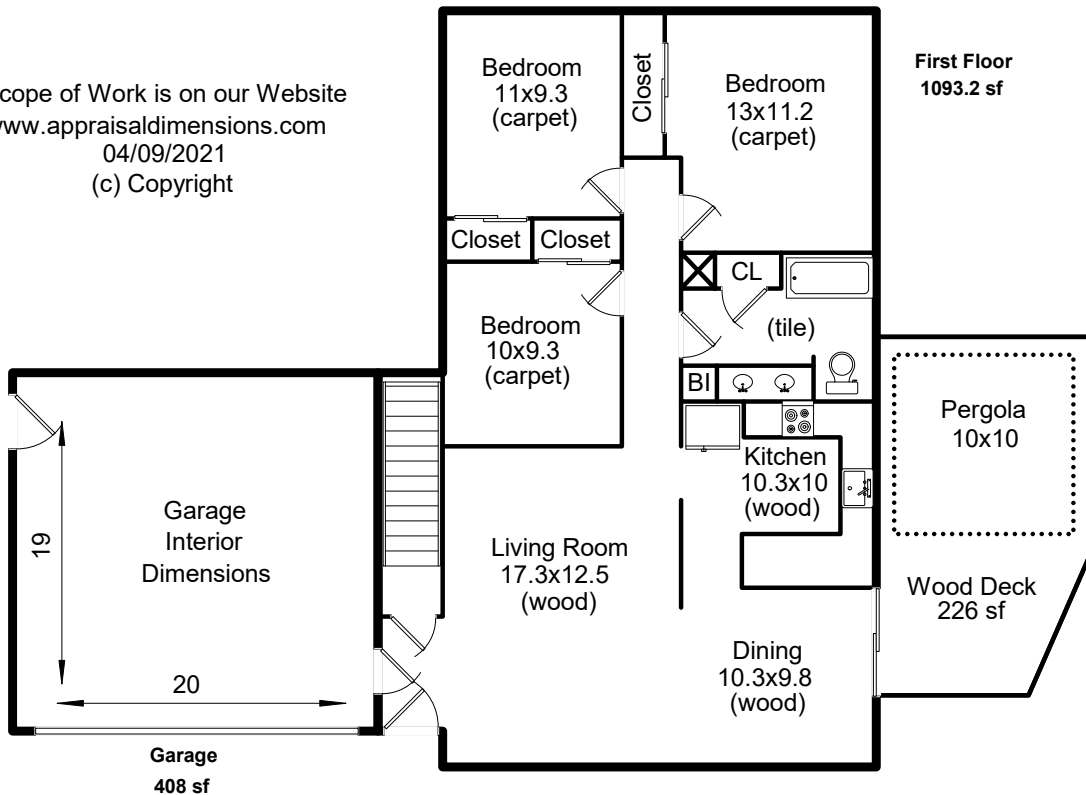 cope of Work is on our Website
www.appraisaldimensions.com
04/09/2021
(c) Copyright
First Floor
1093.2 sf
Bedroom
11x9.3
(carpet)
Closet
Bedroom
13x11.2
(carpet)
Closet
Closet
CL
(tile)
Bedroom
10x9.3
(carpet)
BI
Pergola
10x10
Kitchen
10.3x10
(wood)
Garage
Interior
Dimensions
19
20
Living Room
17.3x12.5
(wood)
Wood Deck
226 sf
Dining
10.3x9.8
(wood)
Garage
408 sf